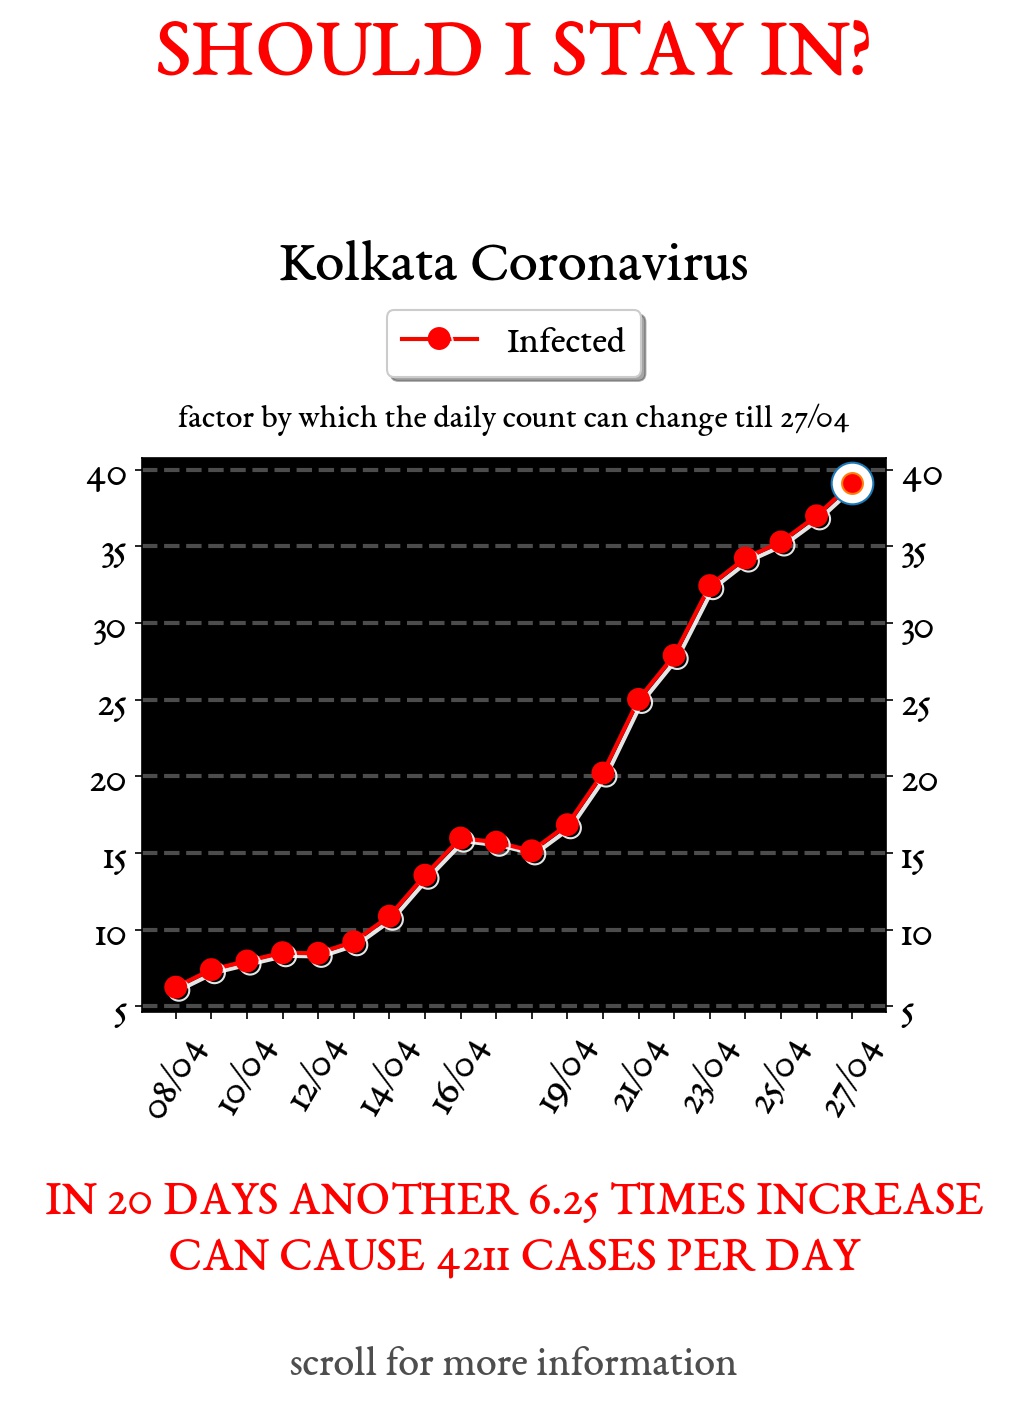 SHOULD I STAY IN?
Kolkata Coronavirus
Infected
factor by which the daily count can change till 27/04
40 40
35 35
30 30
25 25
20 20
15 15
10 10
5 5
08/04 10/04 12/04 14/04 16/04 19/04 21/04 23/04 25/04 27/04
IN 20 DAYS ANOTHER 6.25 TIMES INCREASE
CAN CAUSE 4211 CASES PER DAY
scroll for more information